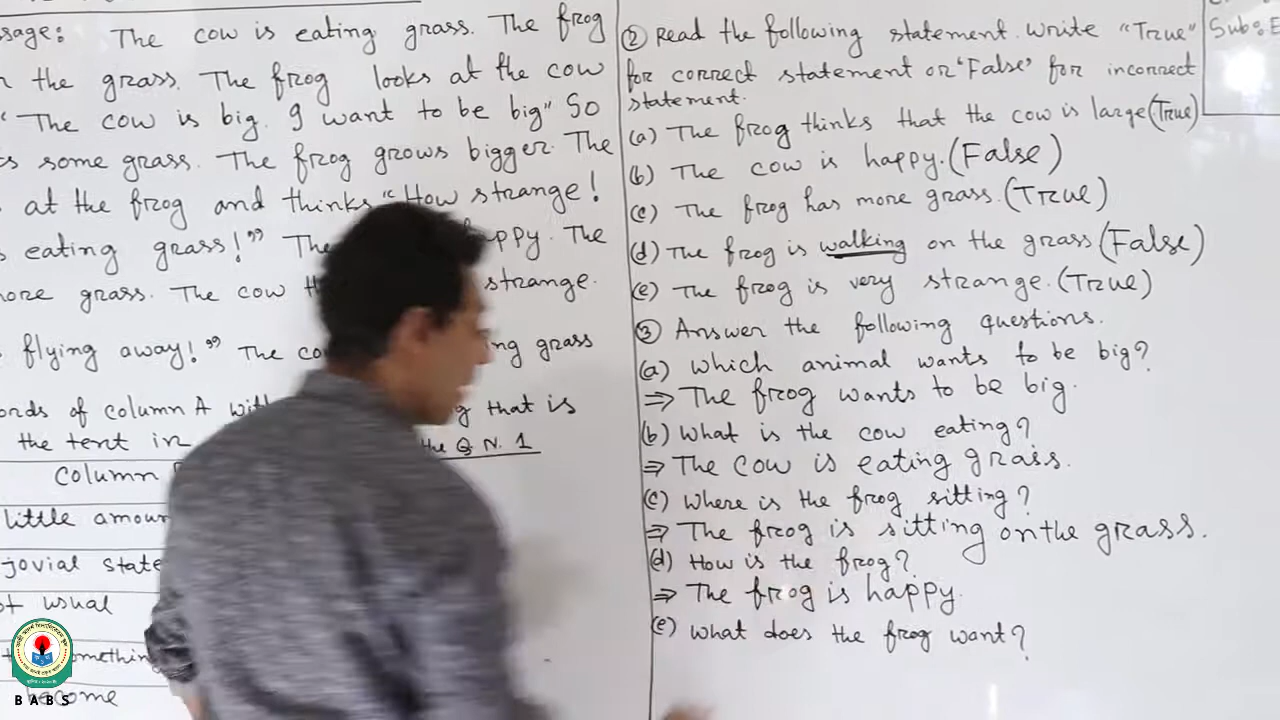 sage: The cow is eating grass. The frog
n the grass. The frog looks at the cow
"The cow is big. I want to be big" So
s some grass. The frog grows bigger. The
at the frog and thinks "How strange!
s eating grass!" The ppy. The
more grass. The cow th strange.
flying away!" The co ng grass
ords of column A wit g that is
the text in the Q N. 1
column
little amoun
jovial state
ot usual
something
become
② Read the following statement. Write "True"
for correct statement or 'False' for incorrect
statement.
(a) The frog thinks that the cow is large (True)
(b) The cow is happy. (False)
(c) The frog has more grass. (True)
(d) The frog is walking on the grass (False)
(e) The frog is very strange. (True)
③ Answer the following questions.
(a) Which animal wants to be big?
⇒ The frog wants to be big.
(b) What is the cow eating?
⇒ The cow is eating grass.
(c) Where is the frog sitting?
⇒ The frog is sitting on the grass.
(d) How is the frog?
⇒ The frog is happy.
(e) What does the frog want?
Sub: E
BABS